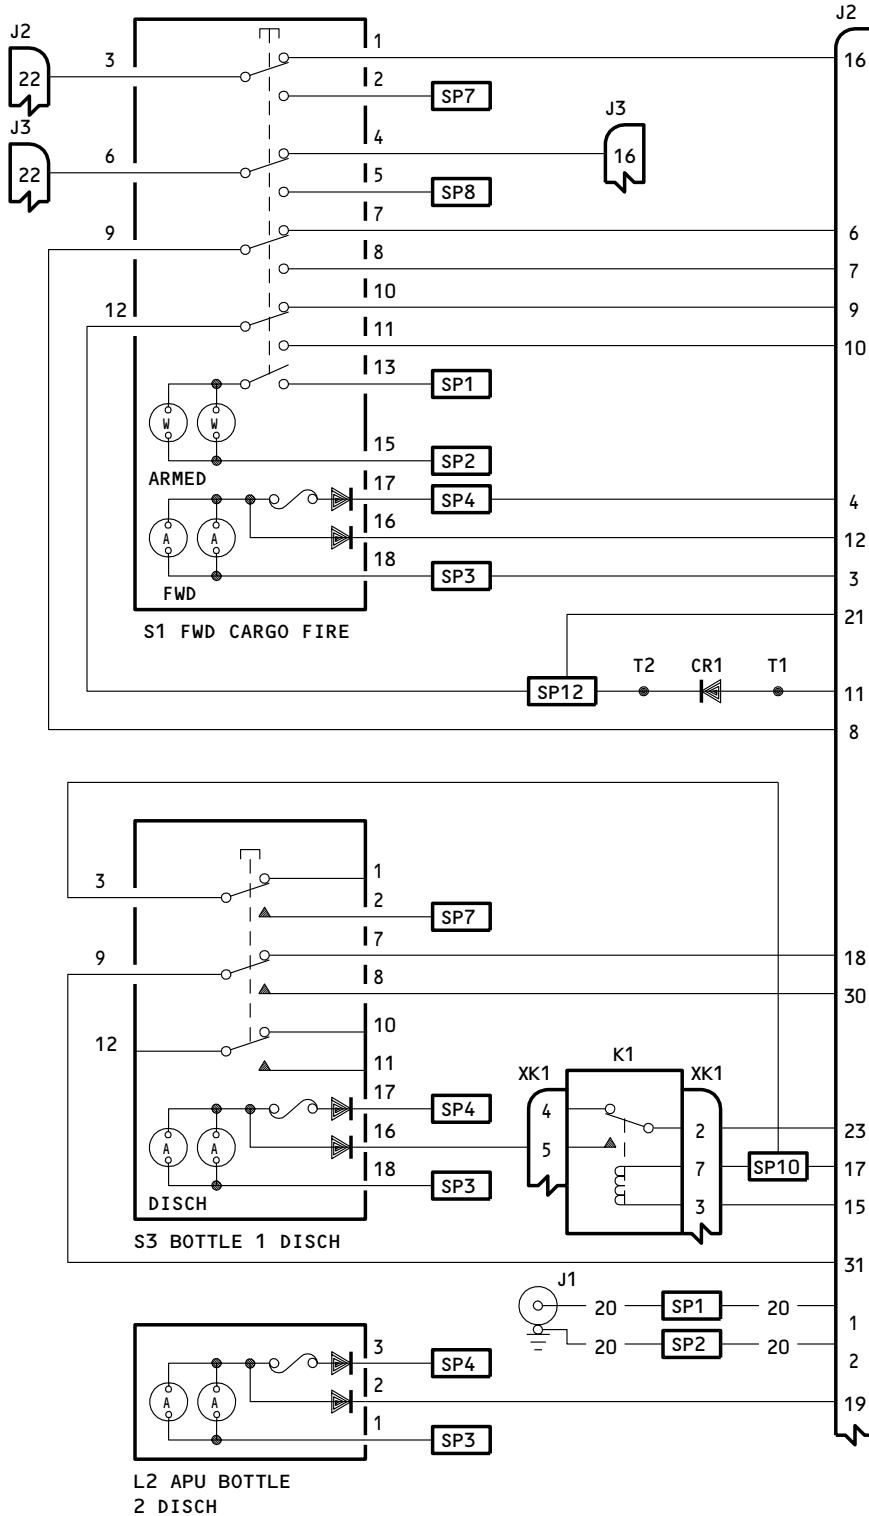 J2
J2
3
1
22
16
2
SP7
J3
J3
6
4
22
16
5
SP8
9
7
6
8
7
12
10
9
11
10
13
SP1
W
W
15
ARMED
SP2
17
SP4
4
A
A
16
12
18
FWD
SP3
3
S1 FWD CARGO FIRE
21
T2
CR1
T1
SP12
11
8
3
1
2
SP7
9
7
18
8
30
12
10
K1
11
XK1
XK1
17
SP4
4
2
23
A
A
16
5
7
SP10
17
18
DISCH
SP3
3
15
S3 BOTTLE 1 DISCH
31
J1
20
SP1
20
1
20
SP2
20
2
3
SP4
A
A
2
19
1
SP3
L2 APU BOTTLE
2 DISCH